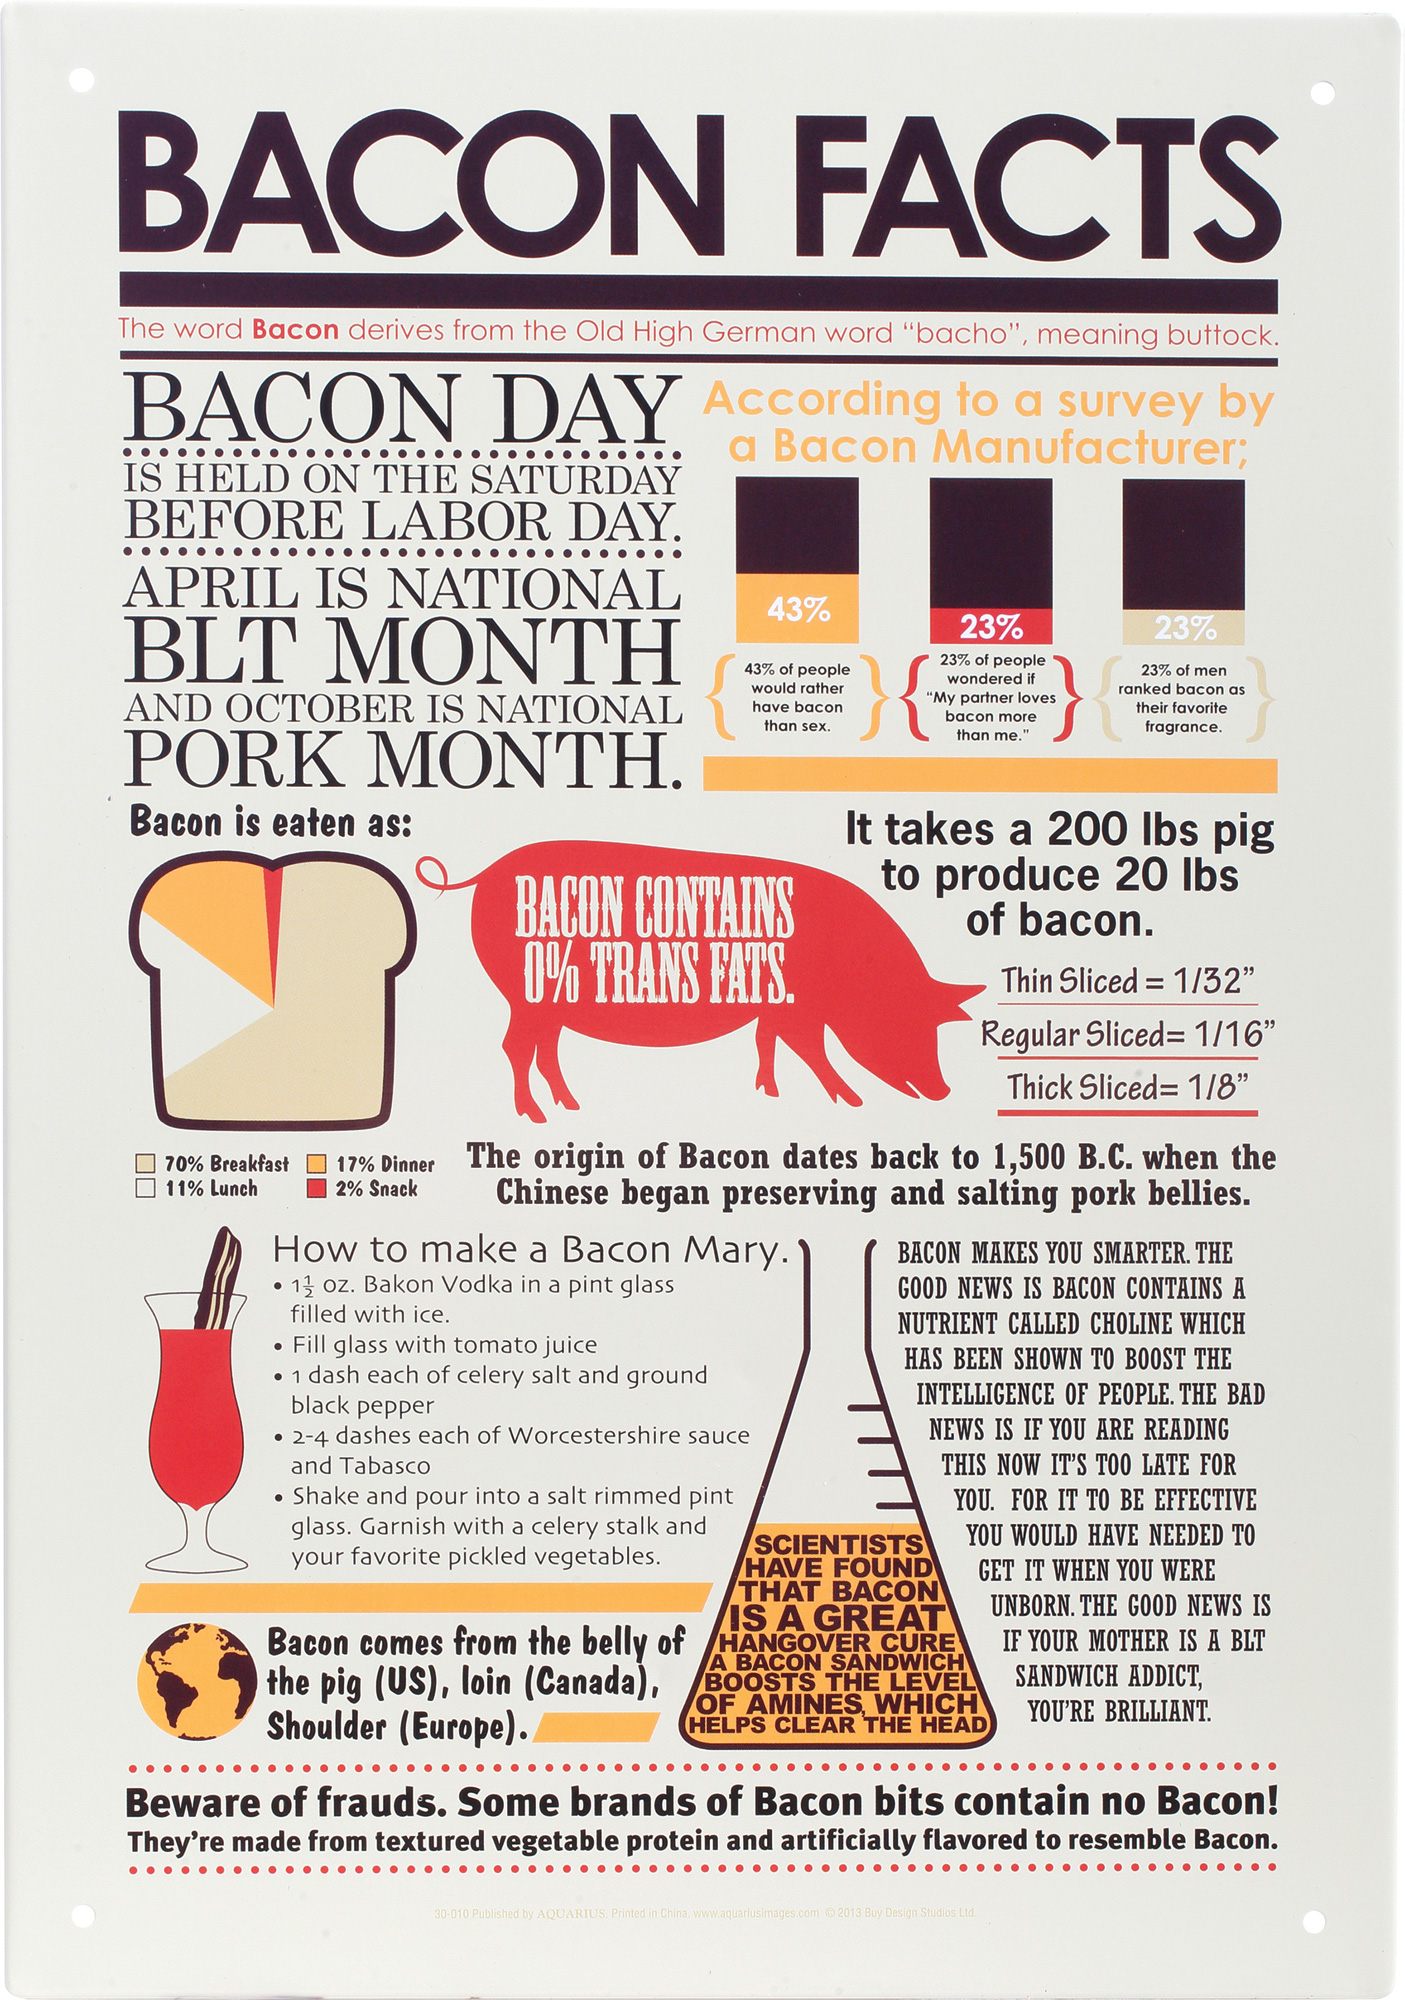 BACON FACTS
The word Bacon derives from the Old High German word “bacho”, meaning buttock.
BACON DAY
IS HELD ON THE SATURDAY
BEFORE LABOR DAY.
APRIL IS NATIONAL
BLT MONTH
AND OCTOBER IS NATIONAL
PORK MONTH.
According to a survey by
a Bacon Manufacturer;
43%
43% of people
would rather
have bacon
than sex.
23%
23% of people
wondered if
“My partner loves
bacon more
than me.”
23%
23% of men
ranked bacon as
their favorite
fragrance.
Bacon is eaten as:
70% Breakfast
17% Dinner
11% Lunch
2% Snack
BACON CONTAINS
0% TRANS FATS.
It takes a 200 lbs pig
to produce 20 lbs
of bacon.
Thin Sliced = 1/32”
Regular Sliced= 1/16”
Thick Sliced= 1/8”
The origin of Bacon dates back to 1,500 B.C. when the
Chinese began preserving and salting pork bellies.
How to make a Bacon Mary.
• 1½ oz. Bakon Vodka in a pint glass
filled with ice.
• Fill glass with tomato juice
• 1 dash each of celery salt and ground
black pepper
• 2-4 dashes each of Worcestershire sauce
and Tabasco
• Shake and pour into a salt rimmed pint
glass. Garnish with a celery stalk and
your favorite pickled vegetables.
BACON MAKES YOU SMARTER. THE
GOOD NEWS IS BACON CONTAINS A
NUTRIENT CALLED CHOLINE WHICH
HAS BEEN SHOWN TO BOOST THE
INTELLIGENCE OF PEOPLE. THE BAD
NEWS IS IF YOU ARE READING
THIS NOW IT’S TOO LATE FOR
YOU. FOR IT TO BE EFFECTIVE
YOU WOULD HAVE NEEDED TO
GET IT WHEN YOU WERE
UNBORN. THE GOOD NEWS IS
IF YOUR MOTHER IS A BLT
SANDWICH ADDICT,
YOU’RE BRILLIANT.
SCIENTISTS
HAVE FOUND
THAT BACON
IS A GREAT
HANGOVER CURE
A BACON SANDWICH
BOOSTS THE LEVEL
OF AMINES, WHICH
HELPS CLEAR THE HEAD
Bacon comes from the belly of
the pig (US), loin (Canada),
Shoulder (Europe).
Beware of frauds. Some brands of Bacon bits contain no Bacon!
They’re made from textured vegetable protein and artificially flavored to resemble Bacon.
30-010 Published by AQUARIUS. Printed in China. www.aquariusimages.com © 2013 Buy Design Studios Ltd.